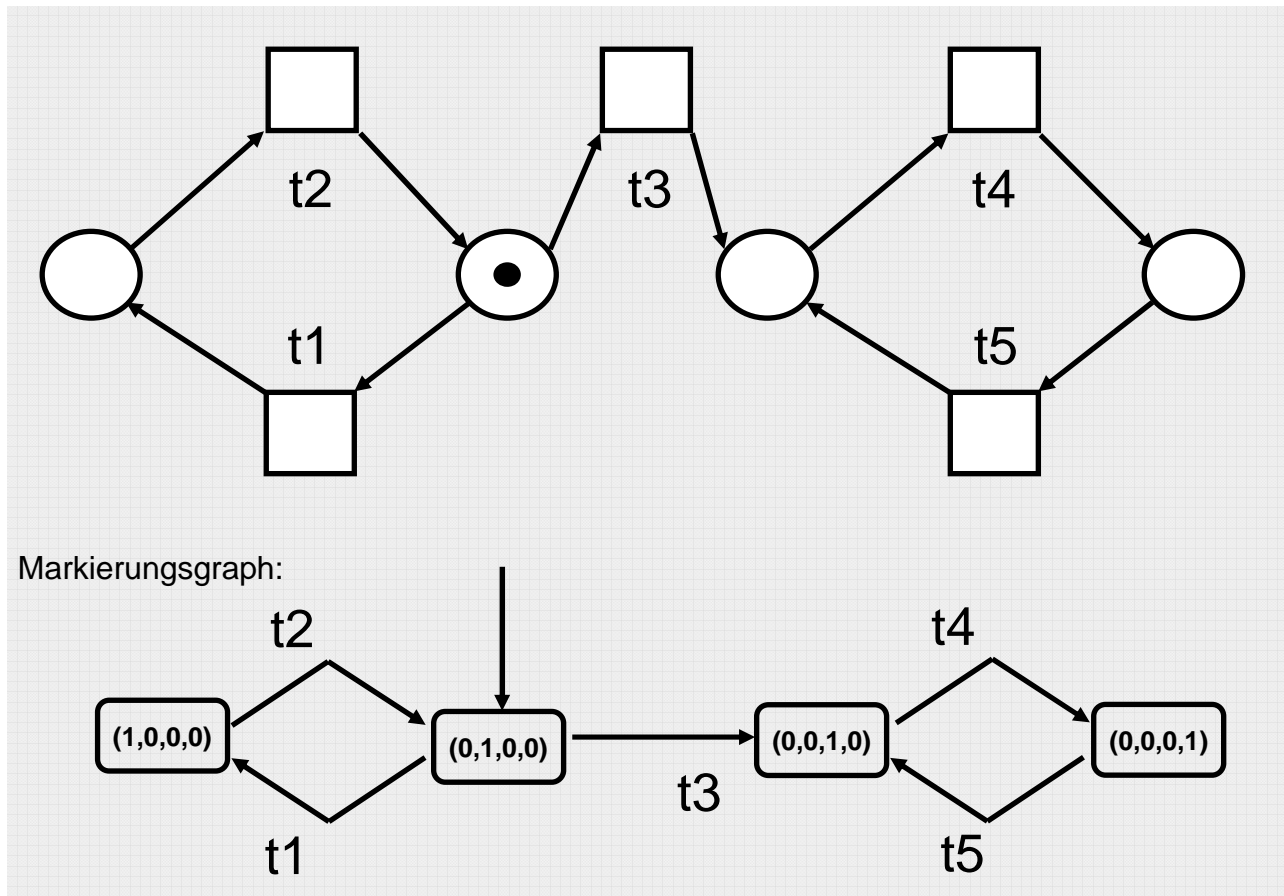 t2
t3
t4
t1
t5
Markierungsgraph:
t2
t4
(1,0,0,0)
(0,1,0,0)
(0,0,1,0)
(0,0,0,1)
t3
t1
t5